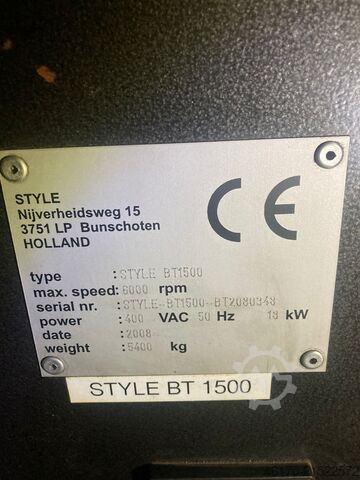 STYLE
Nijverheidsweg 15
3751 LP Bunschoten
HOLLAND
CE
type : STYLE BT1500
max. speed: 6000 rpm
serial nr. : STYLE-BT1500-BT2080348
power : 400 VAC 50 Hz 18 kW
date : 2008
weight : 5400 kg
STYLE BT 1500